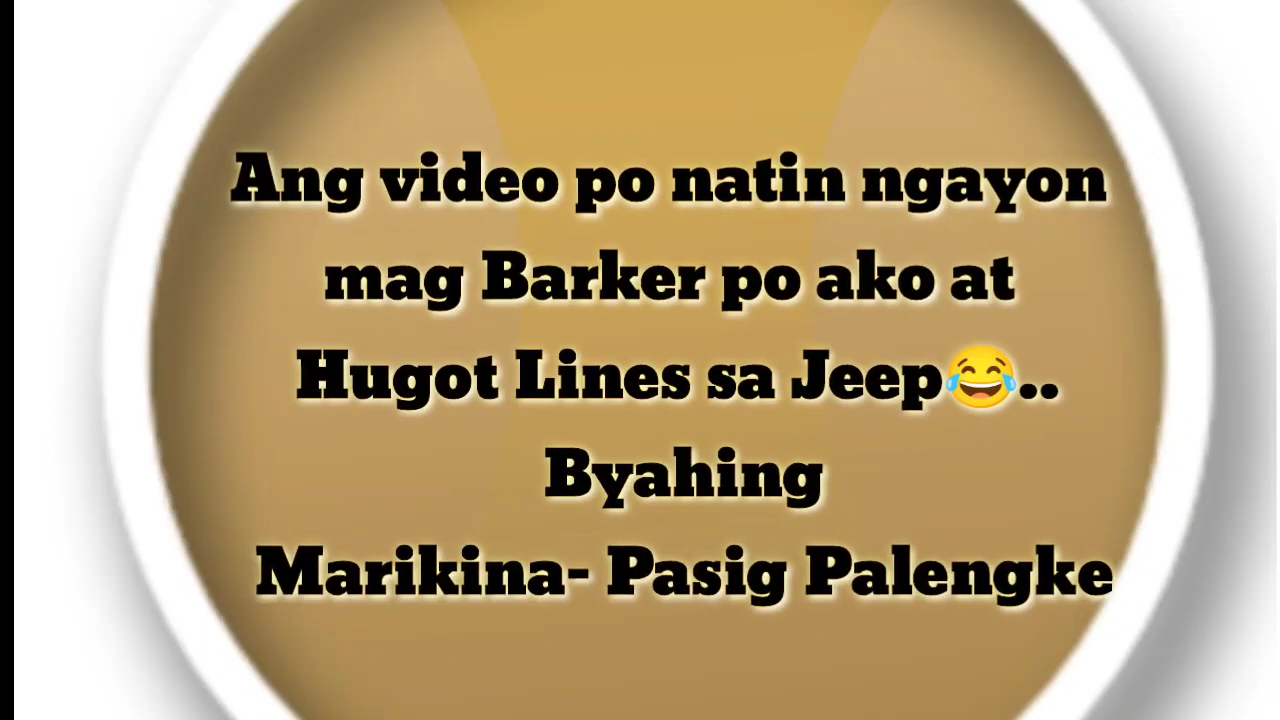 Ang video po natin ngayon
mag Barker po ako at
Hugot Lines sa Jeep😂..
Byahing
Marikina- Pasig Palengke